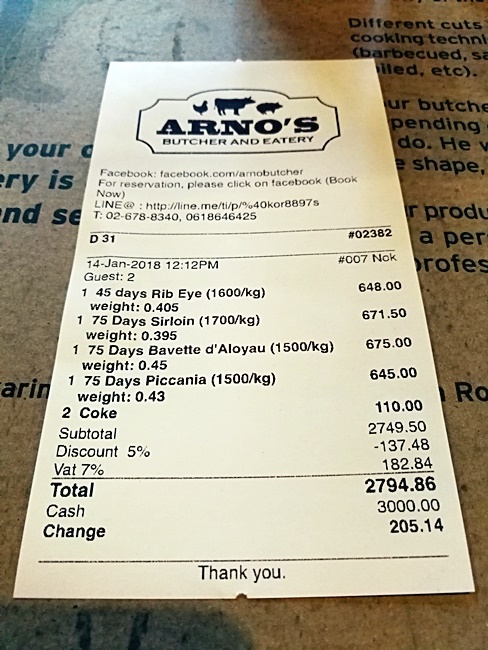 Different cuts
cooking techni
(barbecued, sa
oiled, etc).
ur butche
pending
do. He w
e shape,
your
ery is
and se
r produ
a per
profes
arin
Ro
ARNO'S
BUTCHER AND EATERY
Facebook: facebook.com/arnobutcher
For reservation, please click on facebook (Book
Now)
LINE@ : http://line.me/ti/p/%40kor8897s
T: 02-678-8340, 0618646425
D 31 #02382
14-Jan-2018 12:12PM #007 Nok
Guest: 2
1 45 days Rib Eye (1600/kg) 648.00
weight: 0.405
1 75 Days Sirloin (1700/kg) 671.50
weight: 0.395
1 75 Days Bavette d'Aloyau (1500/kg) 675.00
weight: 0.45
1 75 Days Piccania (1500/kg) 645.00
weight: 0.43
2 Coke 110.00
Subtotal 2749.50
Discount 5% -137.48
Vat 7% 182.84
Total 2794.86
Cash 3000.00
Change 205.14
Thank you.